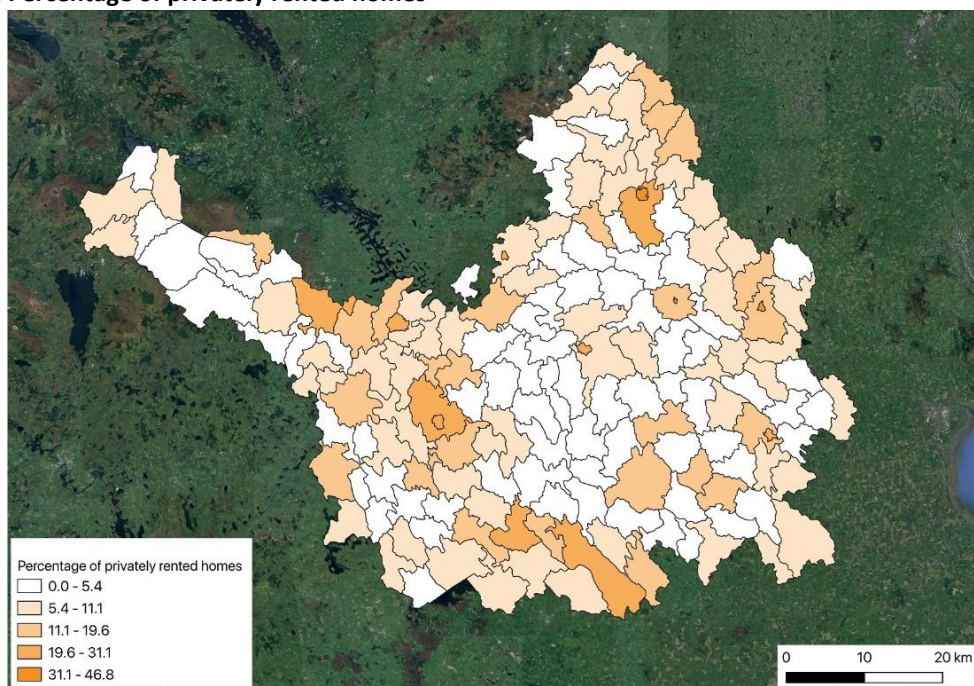 Percentage of privately rented homes
Percentage of privately rented homes
0.0 - 5.4
5.4 - 11.1
11.1 - 19.6
19.6 - 31.1
31.1 - 46.8
0 10 20 km